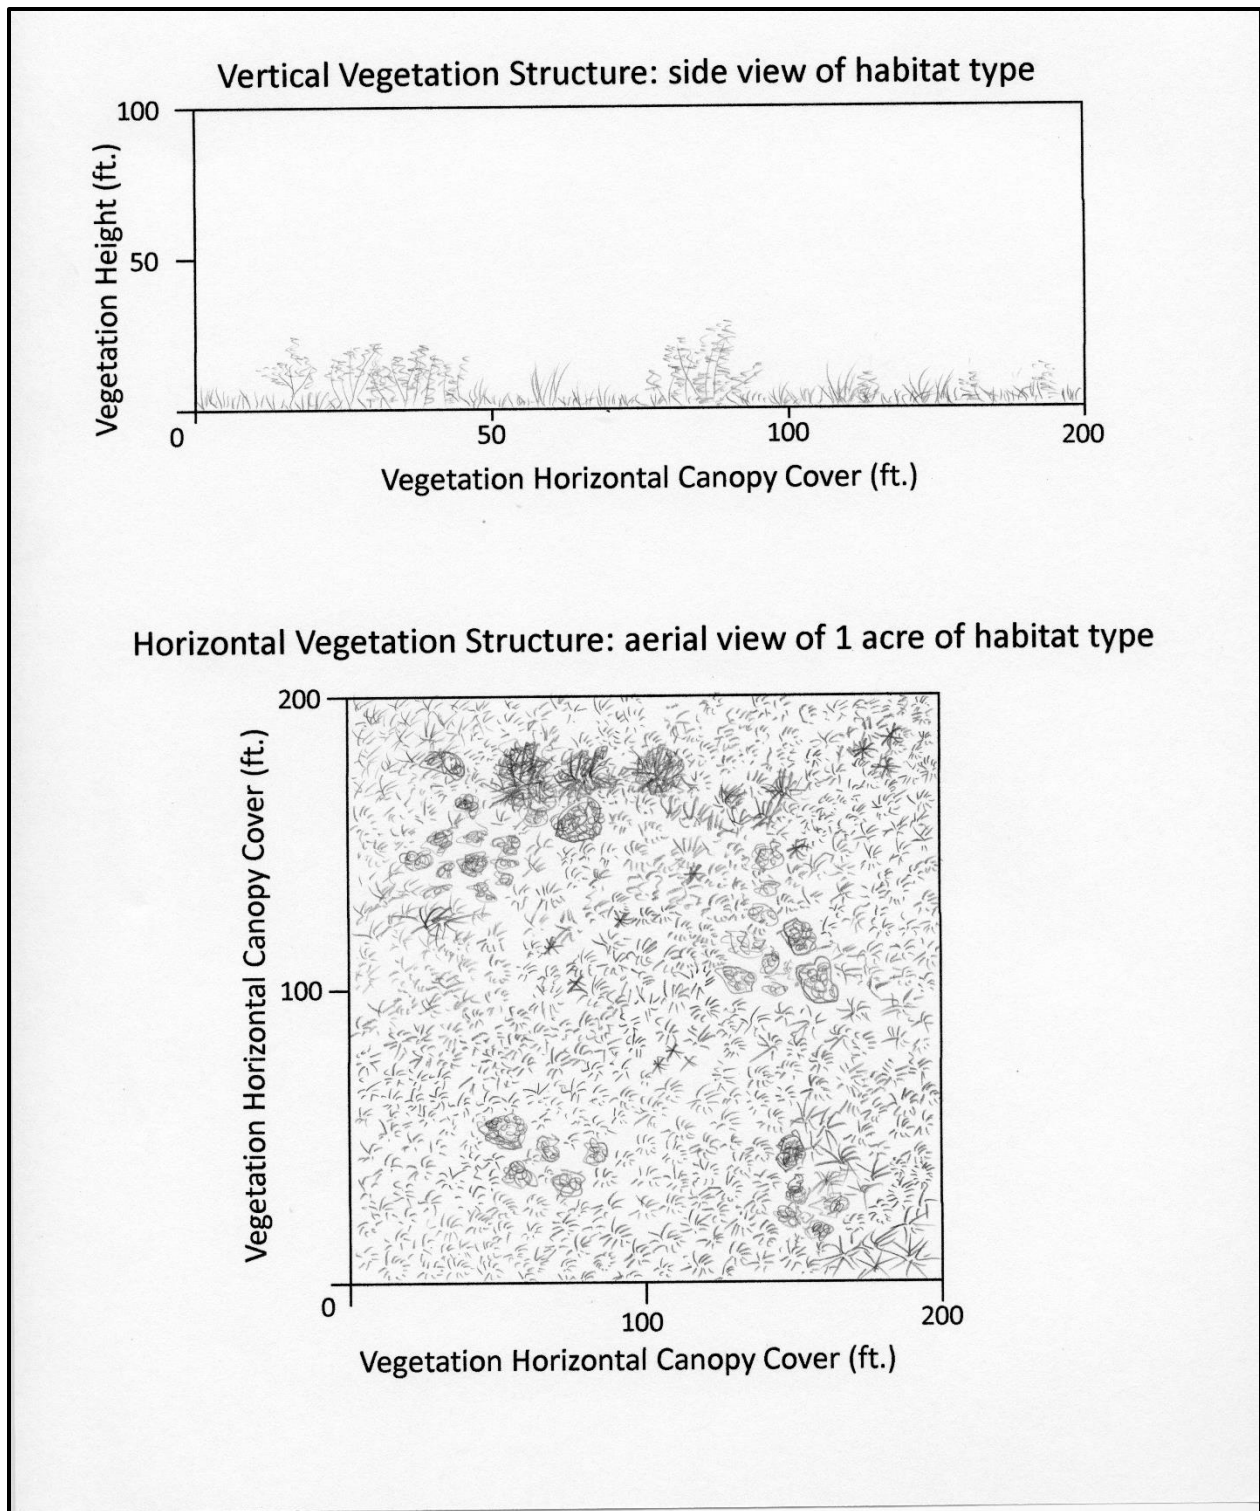 Vertical Vegetation Structure: side view of habitat type
100
50
Vegetation Height (ft.)
0
50
100
200
Vegetation Horizontal Canopy Cover (ft.)
Horizontal Vegetation Structure: aerial view of 1 acre of habitat type
200
100
Vegetation Horizontal Canopy Cover (ft.)
0
100
200
Vegetation Horizontal Canopy Cover (ft.)